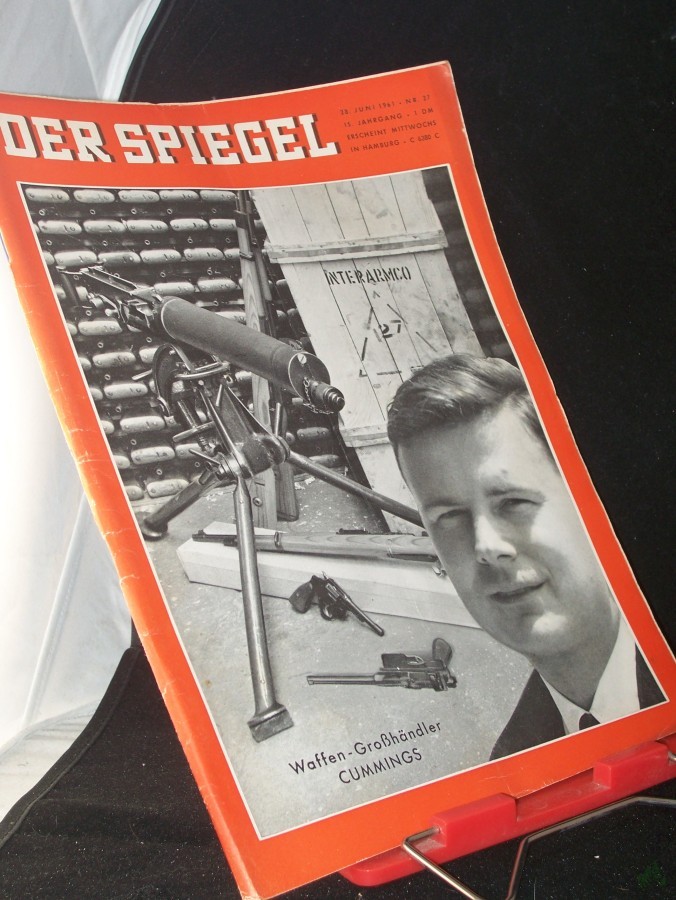 DER SPIEGEL
28. JUNI 1961 · NR. 27
15. JAHRGANG · 1 DM
ERSCHEINT MITTWOCHS
IN HAMBURG · C 6380 C
INTERARMCO
27
Waffen-Großhändler
CUMMINGS